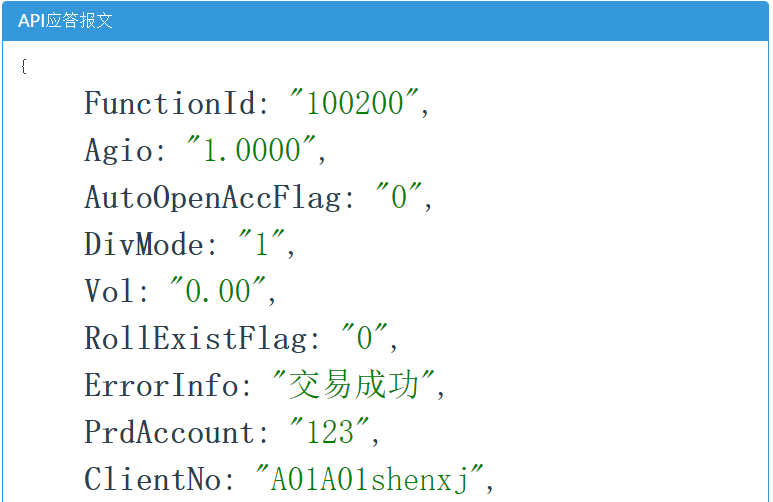 API应答报文
{
FunctionId: "100200",
Agio: "1.0000",
AutoOpenAccFlag: "0",
DivMode: "1",
Vol: "0.00",
RollExistFlag: "0",
ErrorInfo: "交易成功",
PrdAccount: "123",
ClientNo: "A01A01shenxj",